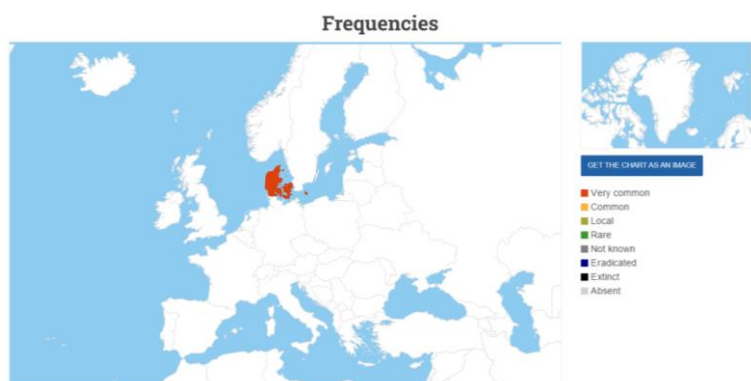 Frequencies
GET THE CHART AS AN IMAGE
Very common
Common
Local
Rare
Not known
Eradicated
Extinct
Absent